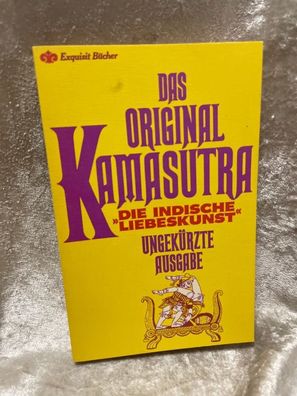 Exquisit Bücher
DAS
ORIGINAL
KAMASUTRA
»DIE INDISCHE
LIEBESKUNST«
UNGEKÜRZTE
AUSGABE